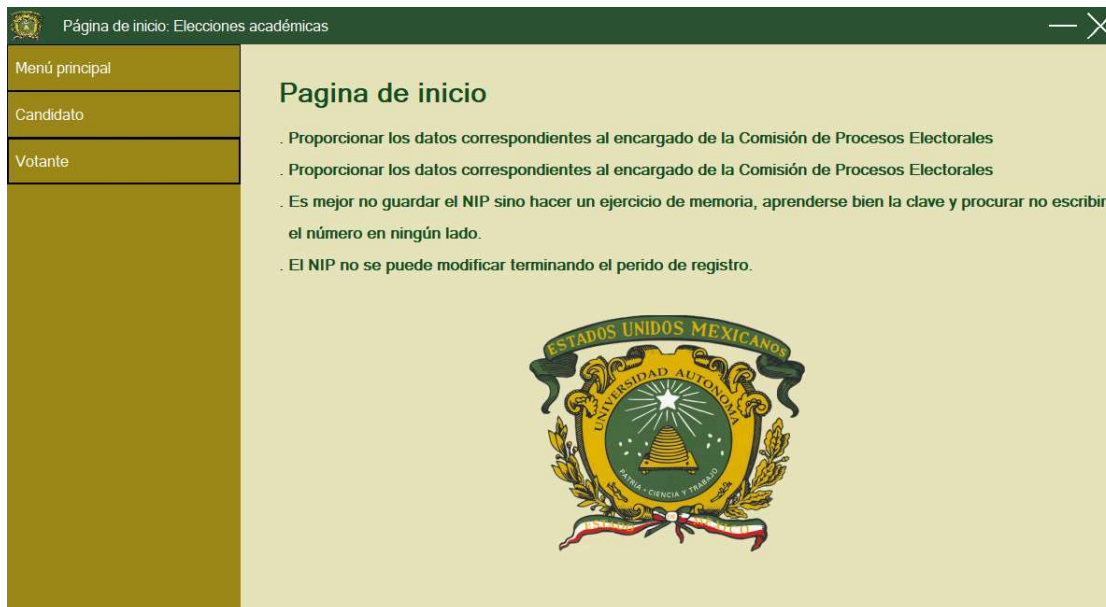 Página de inicio: Elecciones académicas
Menú principal
Candidato
Votante
Pagina de inicio
. Proporcionar los datos correspondientes al encargado de la Comisión de Procesos Electorales
. Proporcionar los datos correspondientes al encargado de la Comisión de Procesos Electorales
. Es mejor no guardar el NIP sino hacer un ejercicio de memoria, aprenderse bien la clave y procurar no escribir
el número en ningún lado.
. El NIP no se puede modificar terminando el perido de registro.
ESTADOS UNIDOS MEXICANOS
UNIVERSIDAD AUTONOMA
PATRIA • CIENCIA Y TRABAJO